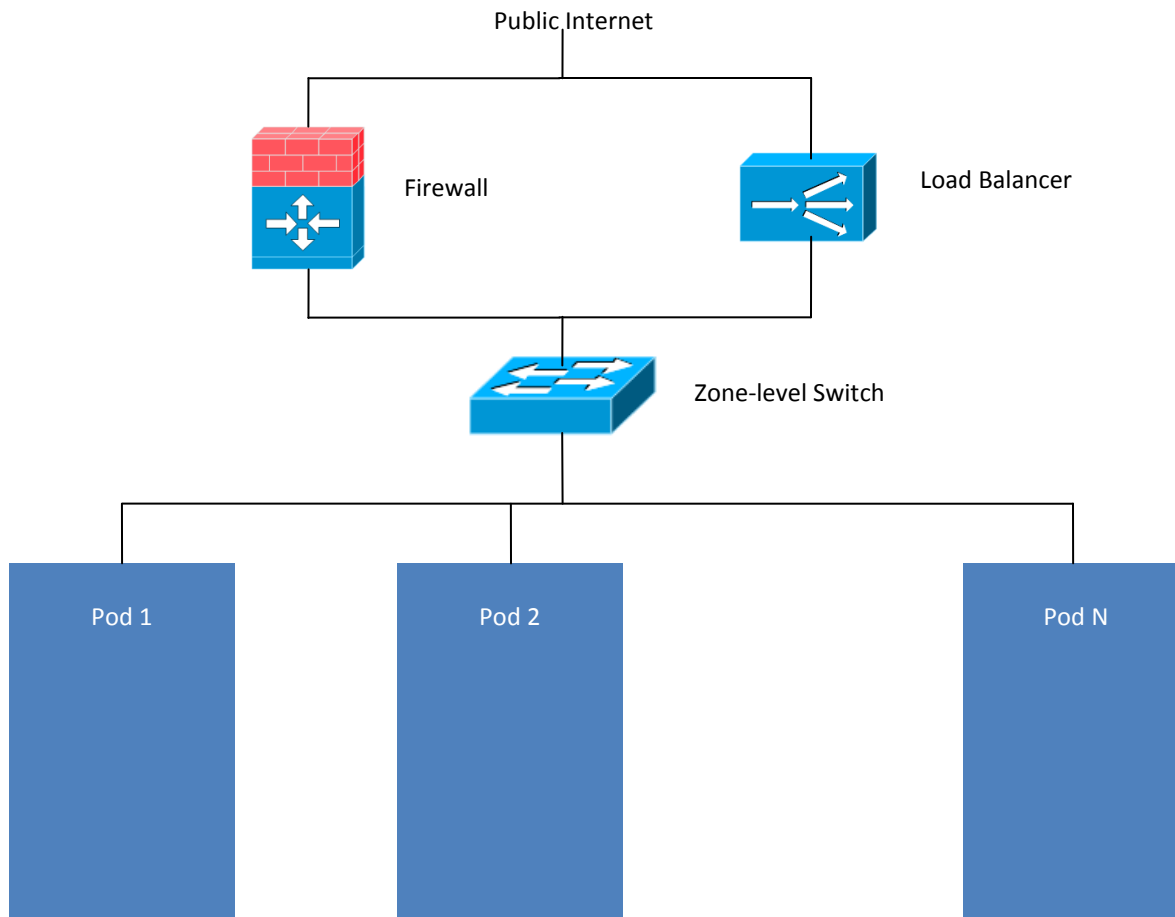 Public Internet
Firewall
Load Balancer
Zone-level Switch
Pod 1
Pod 2
Pod N